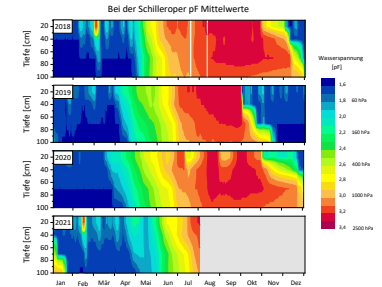 Bei der Schilleroper pF Mittelwerte
2018
Tiefe [cm]
20
40
60
80
100
2019
Tiefe [cm]
20
40
60
80
100
2020
Tiefe [cm]
20
40
60
80
100
2021
Tiefe [cm]
20
40
60
80
100
Jan Feb Mär Apr Mai Jun Jul Aug Sep Okt Nov Dez
Wasserspannung
[pF]
1,6
1,8 60 hPa
2,0
2,2 160 hPa
2,4
2,6 400 hPa
2,8
3,0 1000 hPa
3,2
3,4 2500 hPa